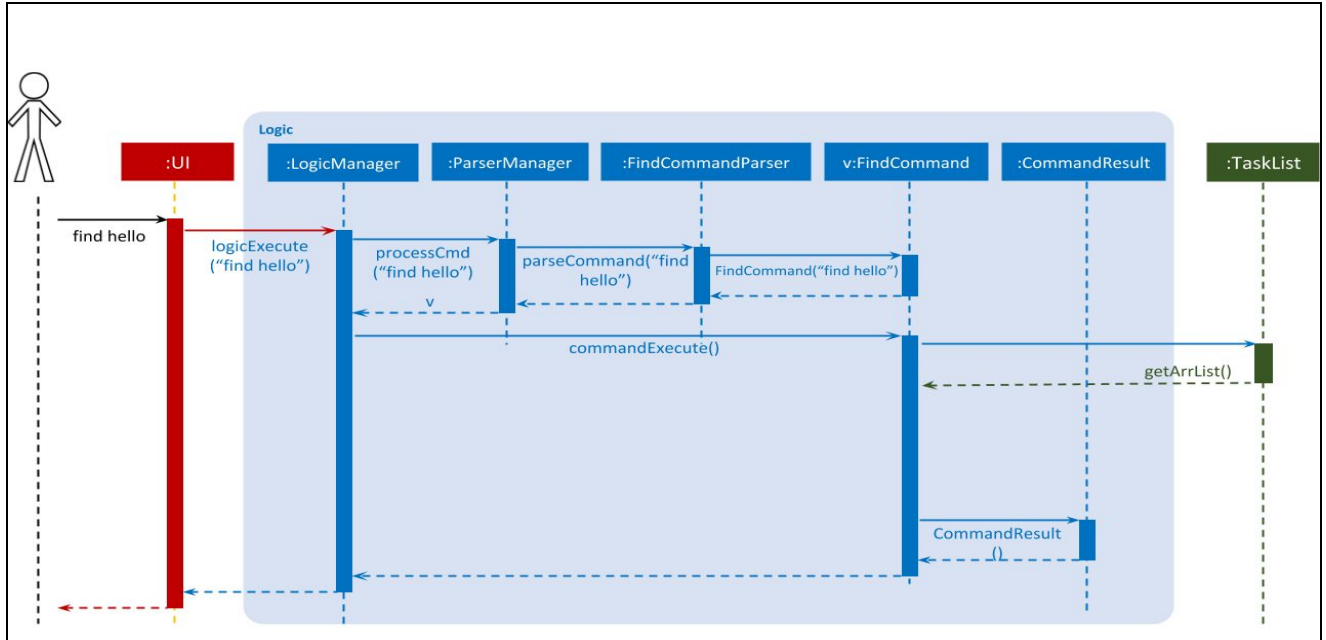 Logic
:UI
:LogicManager
:ParserManager
:FindCommandParser
v:FindCommand
:CommandResult
:TaskList
find hello
logicExecute
(“find hello”)
processCmd
(“find hello”)
parseCommand(“find
hello”)
FindCommand(“find hello”)
v
commandExecute()
getArrList()
CommandResult
()